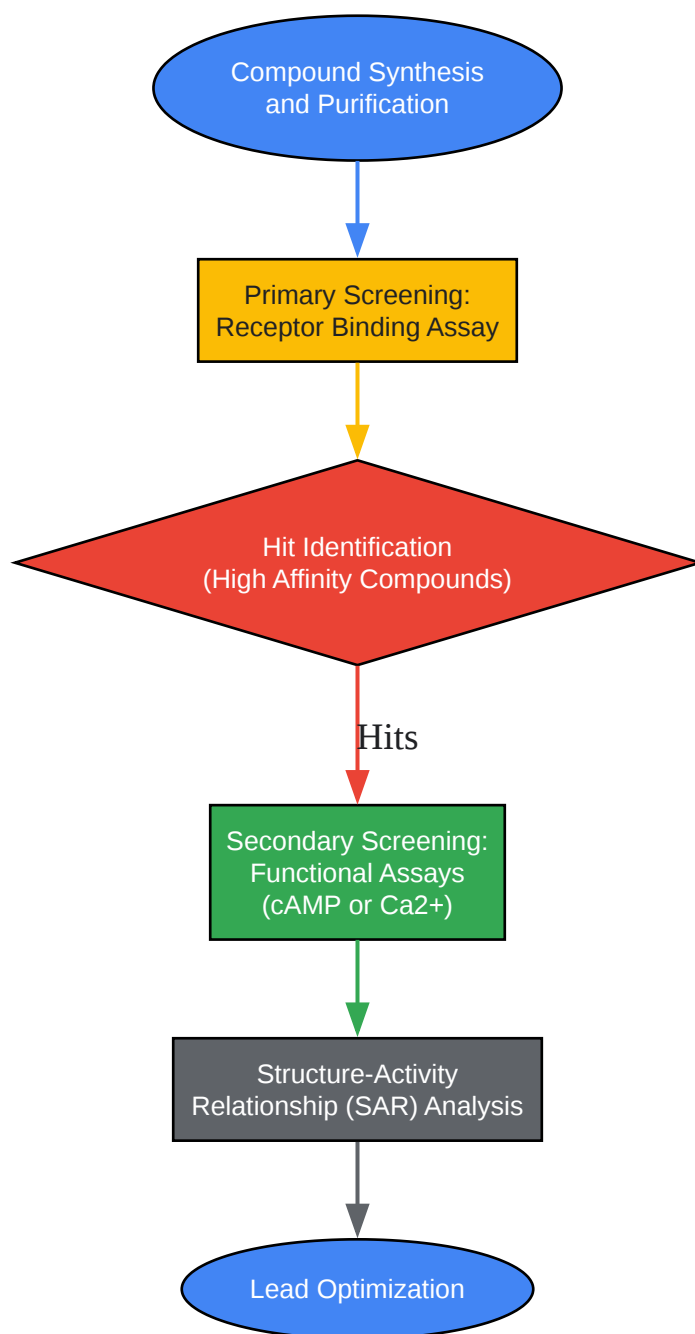 Compound Synthesis
and Purification
Primary Screening:
Receptor Binding Assay
Hit Identification
(High Affinity Compounds)
Hits
Secondary Screening:
Functional Assays
(cAMP or Ca2+)
Structure-Activity
Relationship (SAR) Analysis
Lead Optimization